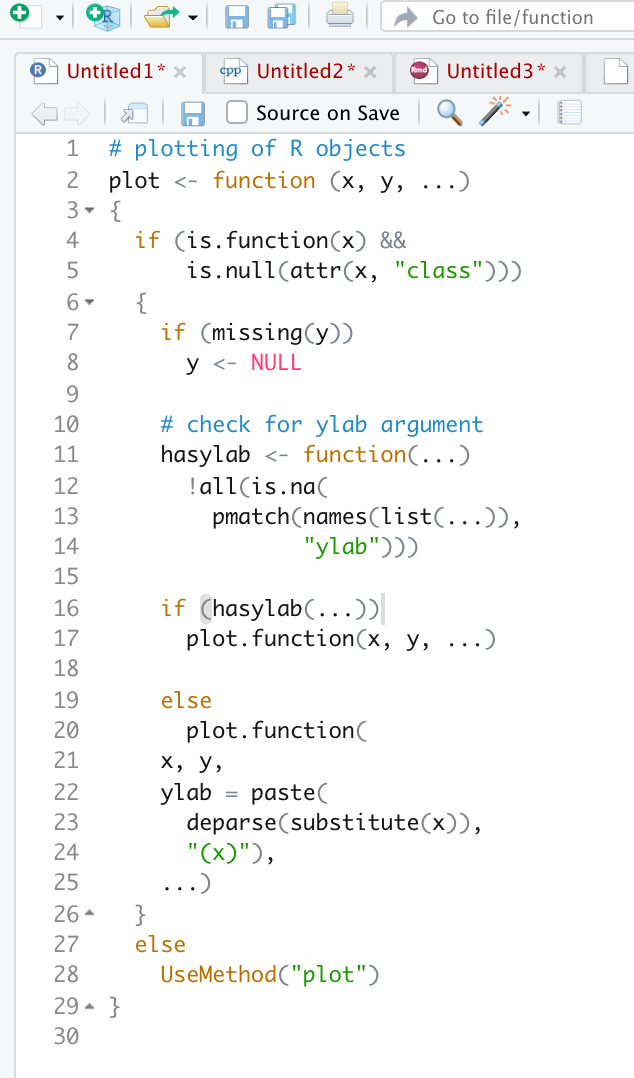 Go to file/function
R Untitled1* × cpp Untitled2* × Rmd Untitled3* ×
Source on Save
1 # plotting of R objects
2 plot <- function (x, y, ...)
3 {
4   if (is.function(x) &&
5       is.null(attr(x, "class")))
6   {
7     if (missing(y))
8       y <- NULL
9
10     # check for ylab argument
11     hasylab <- function(...)
12       !all(is.na(
13         pmatch(names(list(...)),
14                "ylab")))
15
16     if (hasylab(...))
17       plot.function(x, y, ...)
18
19     else
20       plot.function(
21     x, y,
22     ylab = paste(
23       deparse(substitute(x)),
24       "(x)"),
25     ...)
26   }
27   else
28     UseMethod("plot")
29 }
30